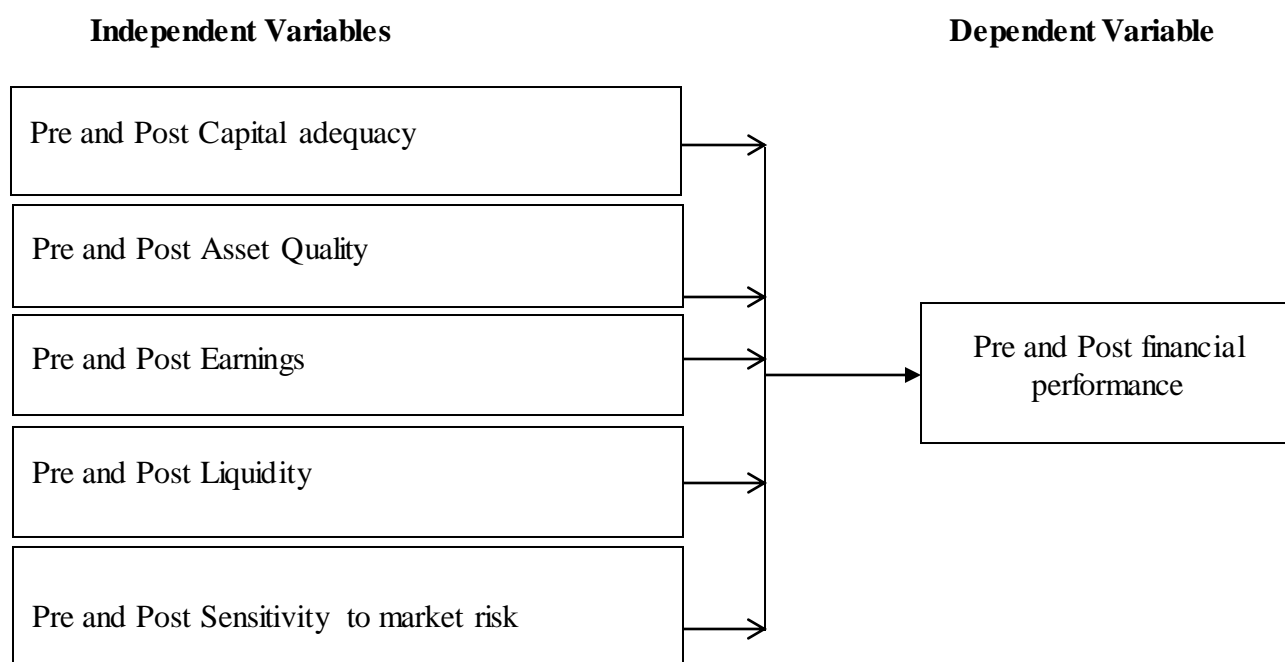 Independent Variables
Dependent Variable
Pre and Post Capital adequacy
Pre and Post Asset Quality
Pre and Post Earnings
Pre and Post Liquidity
Pre and Post Sensitivity to market risk
Pre and Post financial
performance